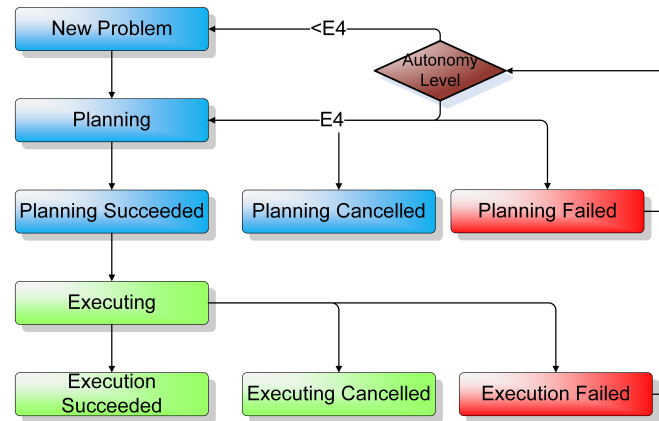 New Problem
<E4
Autonomy
Level
Planning
E4
Planning Succeeded
Planning Cancelled
Planning Failed
Executing
Execution
Succeeded
Executing Cancelled
Execution Failed